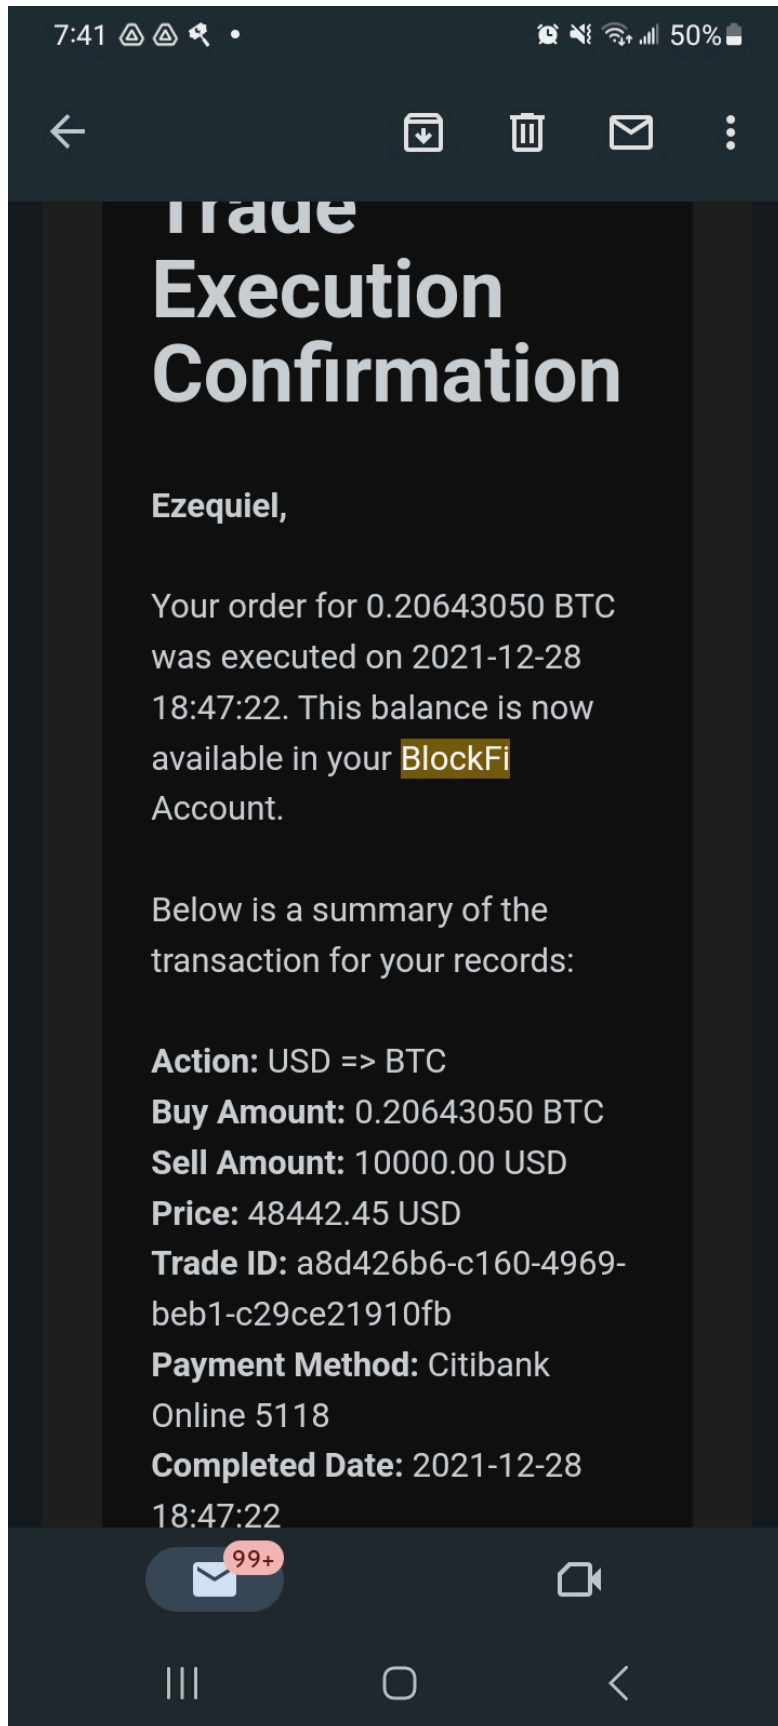 7:41
50%
Trade
Execution
Confirmation
Ezequiel,
Your order for 0.20643050 BTC
was executed on 2021-12-28
18:47:22. This balance is now
available in your BlockFi
Account.
Below is a summary of the
transaction for your records:
Action: USD => BTC
Buy Amount: 0.20643050 BTC
Sell Amount: 10000.00 USD
Price: 48442.45 USD
Trade ID: a8d426b6-c160-4969-
beb1-c29ce21910fb
Payment Method: Citibank
Online 5118
Completed Date: 2021-12-28
18:47:22
99+